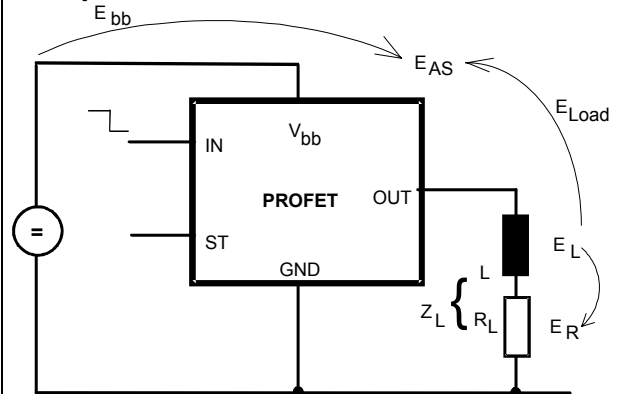 E bb
E AS
E Load
V bb
IN
PROFET
OUT
=
ST
GND
E L
L
Z L { R L
E R